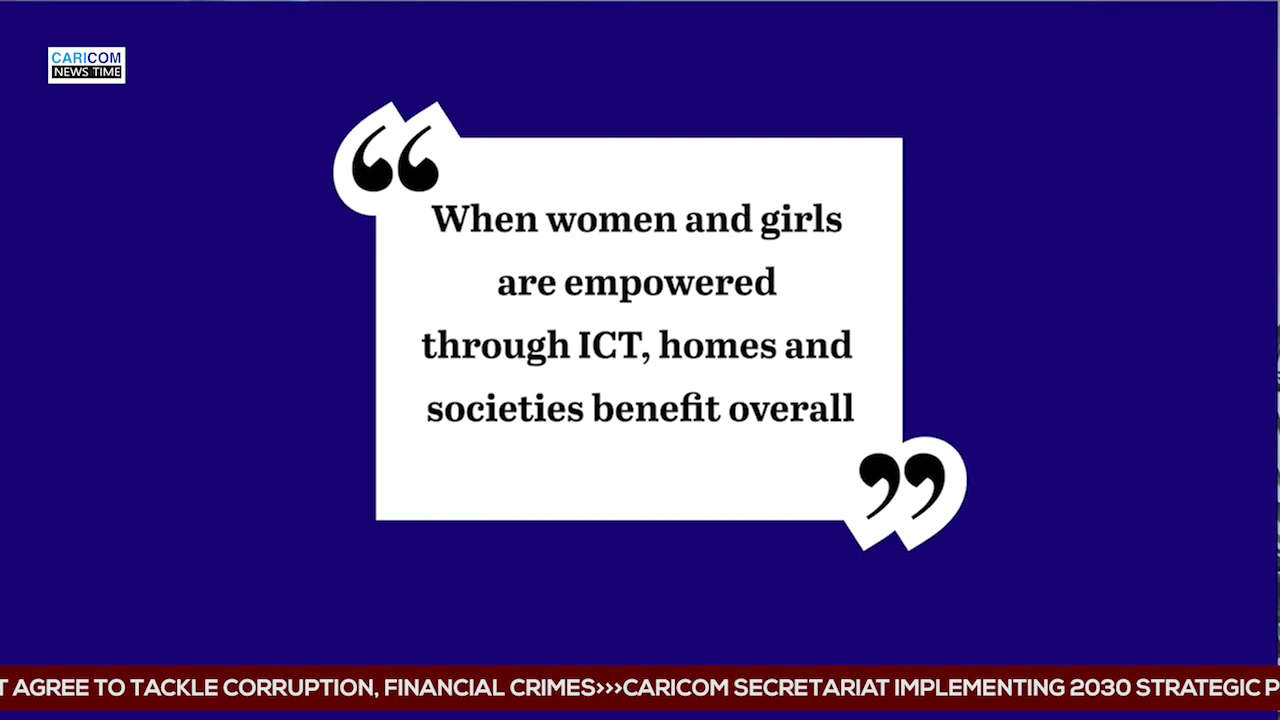 CARICOM
NEWS TIME
“
When women and girls
are empowered
through ICT, homes and
societies benefit overall
”
T AGREE TO TACKLE CORRUPTION, FINANCIAL CRIMES>>>CARICOM SECRETARIAT IMPLEMENTING 2030 STRATEGIC P